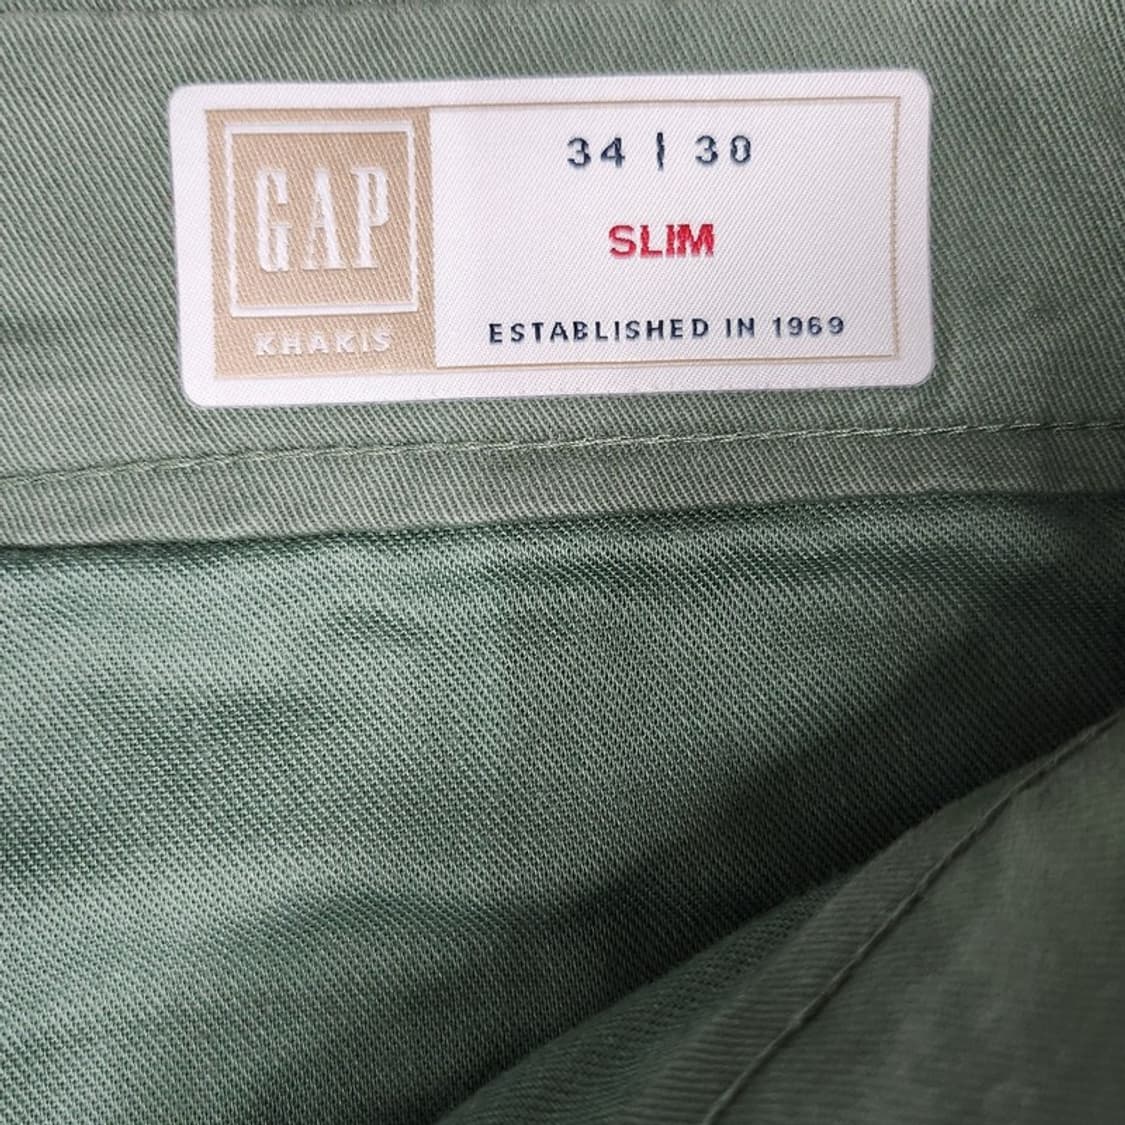 GAP
KHAKIS
34 | 30
SLIM
ESTABLISHED IN 1969